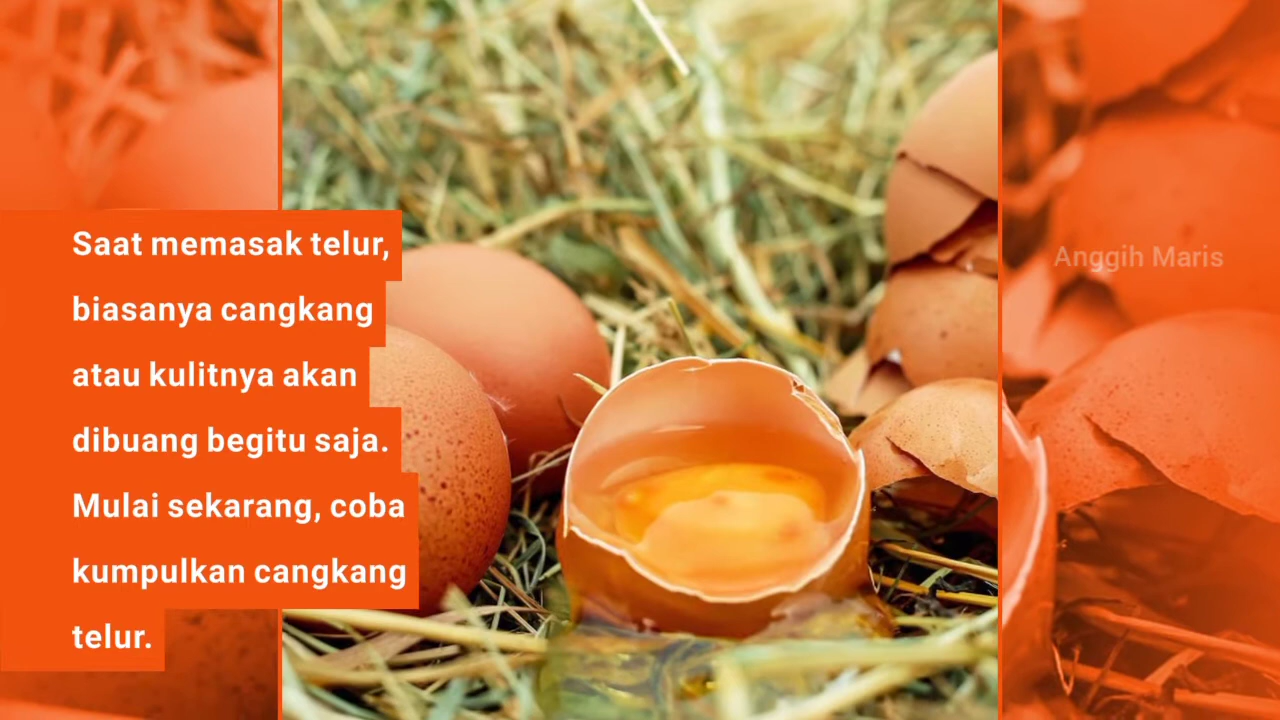 Saat memasak telur,
biasanya cangkang
atau kulitnya akan
dibuang begitu saja.
Mulai sekarang, coba
kumpulkan cangkang
telur.
Anggih Maris